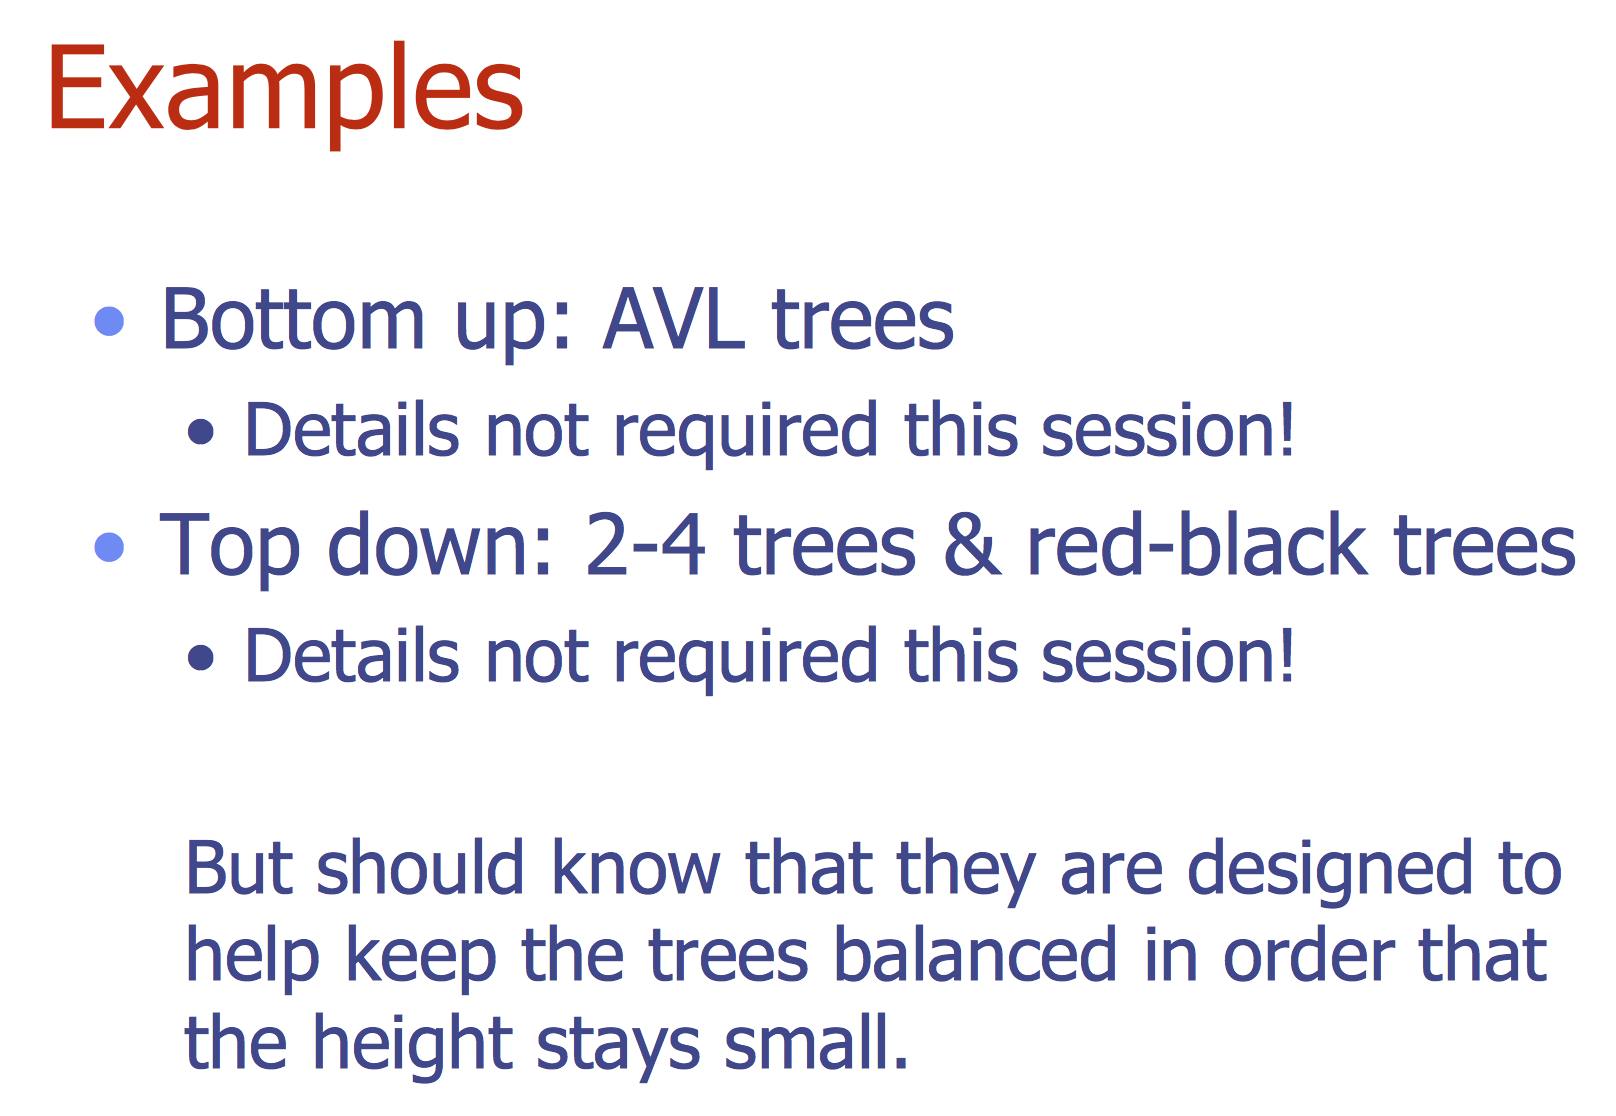 Examples
• Bottom up: AVL trees
• Details not required this session!
• Top down: 2-4 trees & red-black trees
• Details not required this session!
But should know that they are designed to
help keep the trees balanced in order that
the height stays small.